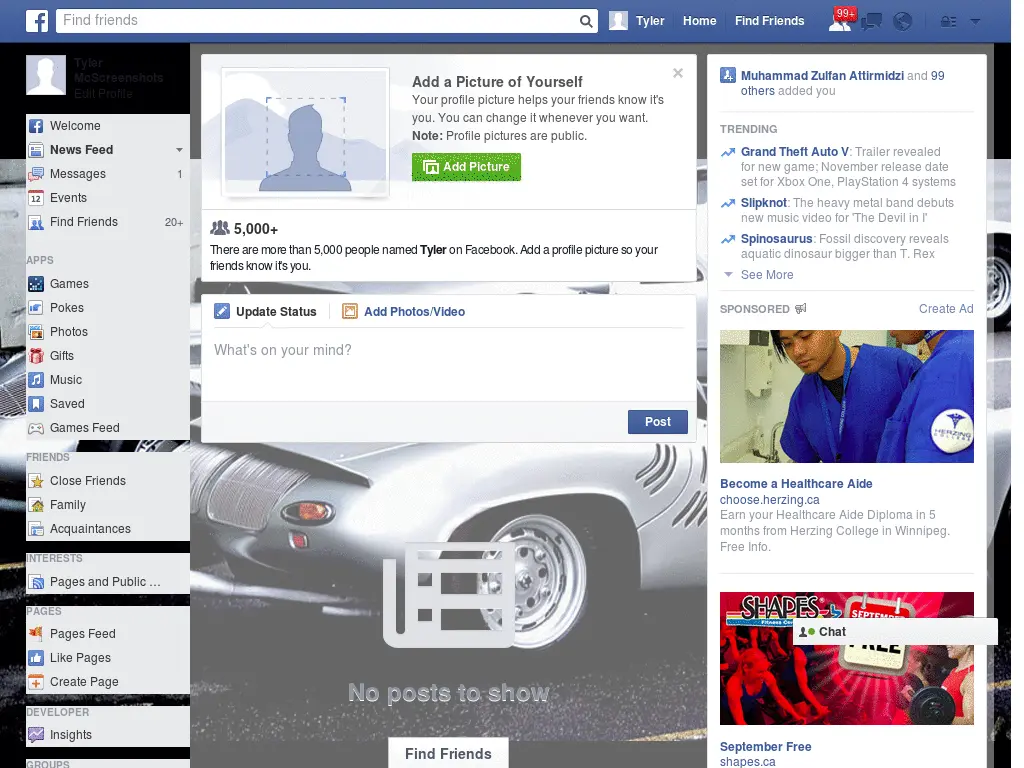 Find friends
Tyler
Home
Find Friends
99+
Tyler
McScreenshots
Edit Profile
Welcome
News Feed
Messages 1
12 Events
Find Friends 20+
APPS
Games
Pokes
Photos
Gifts
Music
Saved
Games Feed
FRIENDS
Close Friends
Family
Acquaintances
INTERESTS
Pages and Public ...
PAGES
Pages Feed
Like Pages
Create Page
DEVELOPER
Insights
GROUPS
Add a Picture of Yourself
Your profile picture helps your friends know it's
you. You can change it whenever you want.
Note: Profile pictures are public.
Add Picture
5,000+
There are more than 5,000 people named Tyler on Facebook. Add a profile picture so your
friends know it's you.
Update Status
Add Photos/Video
What's on your mind?
Post
No posts to show
Find Friends
Muhammad Zulfan Attirmidzi and 99
others added you
TRENDING
Grand Theft Auto V: Trailer revealed
for new game; November release date
set for Xbox One, PlayStation 4 systems
Slipknot: The heavy metal band debuts
new music video for 'The Devil in I'
Spinosaurus: Fossil discovery reveals
aquatic dinosaur bigger than T. Rex
See More
SPONSORED
Create Ad
HERZING
COLLEGE
Become a Healthcare Aide
choose.herzing.ca
Earn your Healthcare Aide Diploma in 5
months from Herzing College in Winnipeg.
Free Info.
SHAPES
SEPTEMBER
FREE
Chat
September Free
shapes.ca